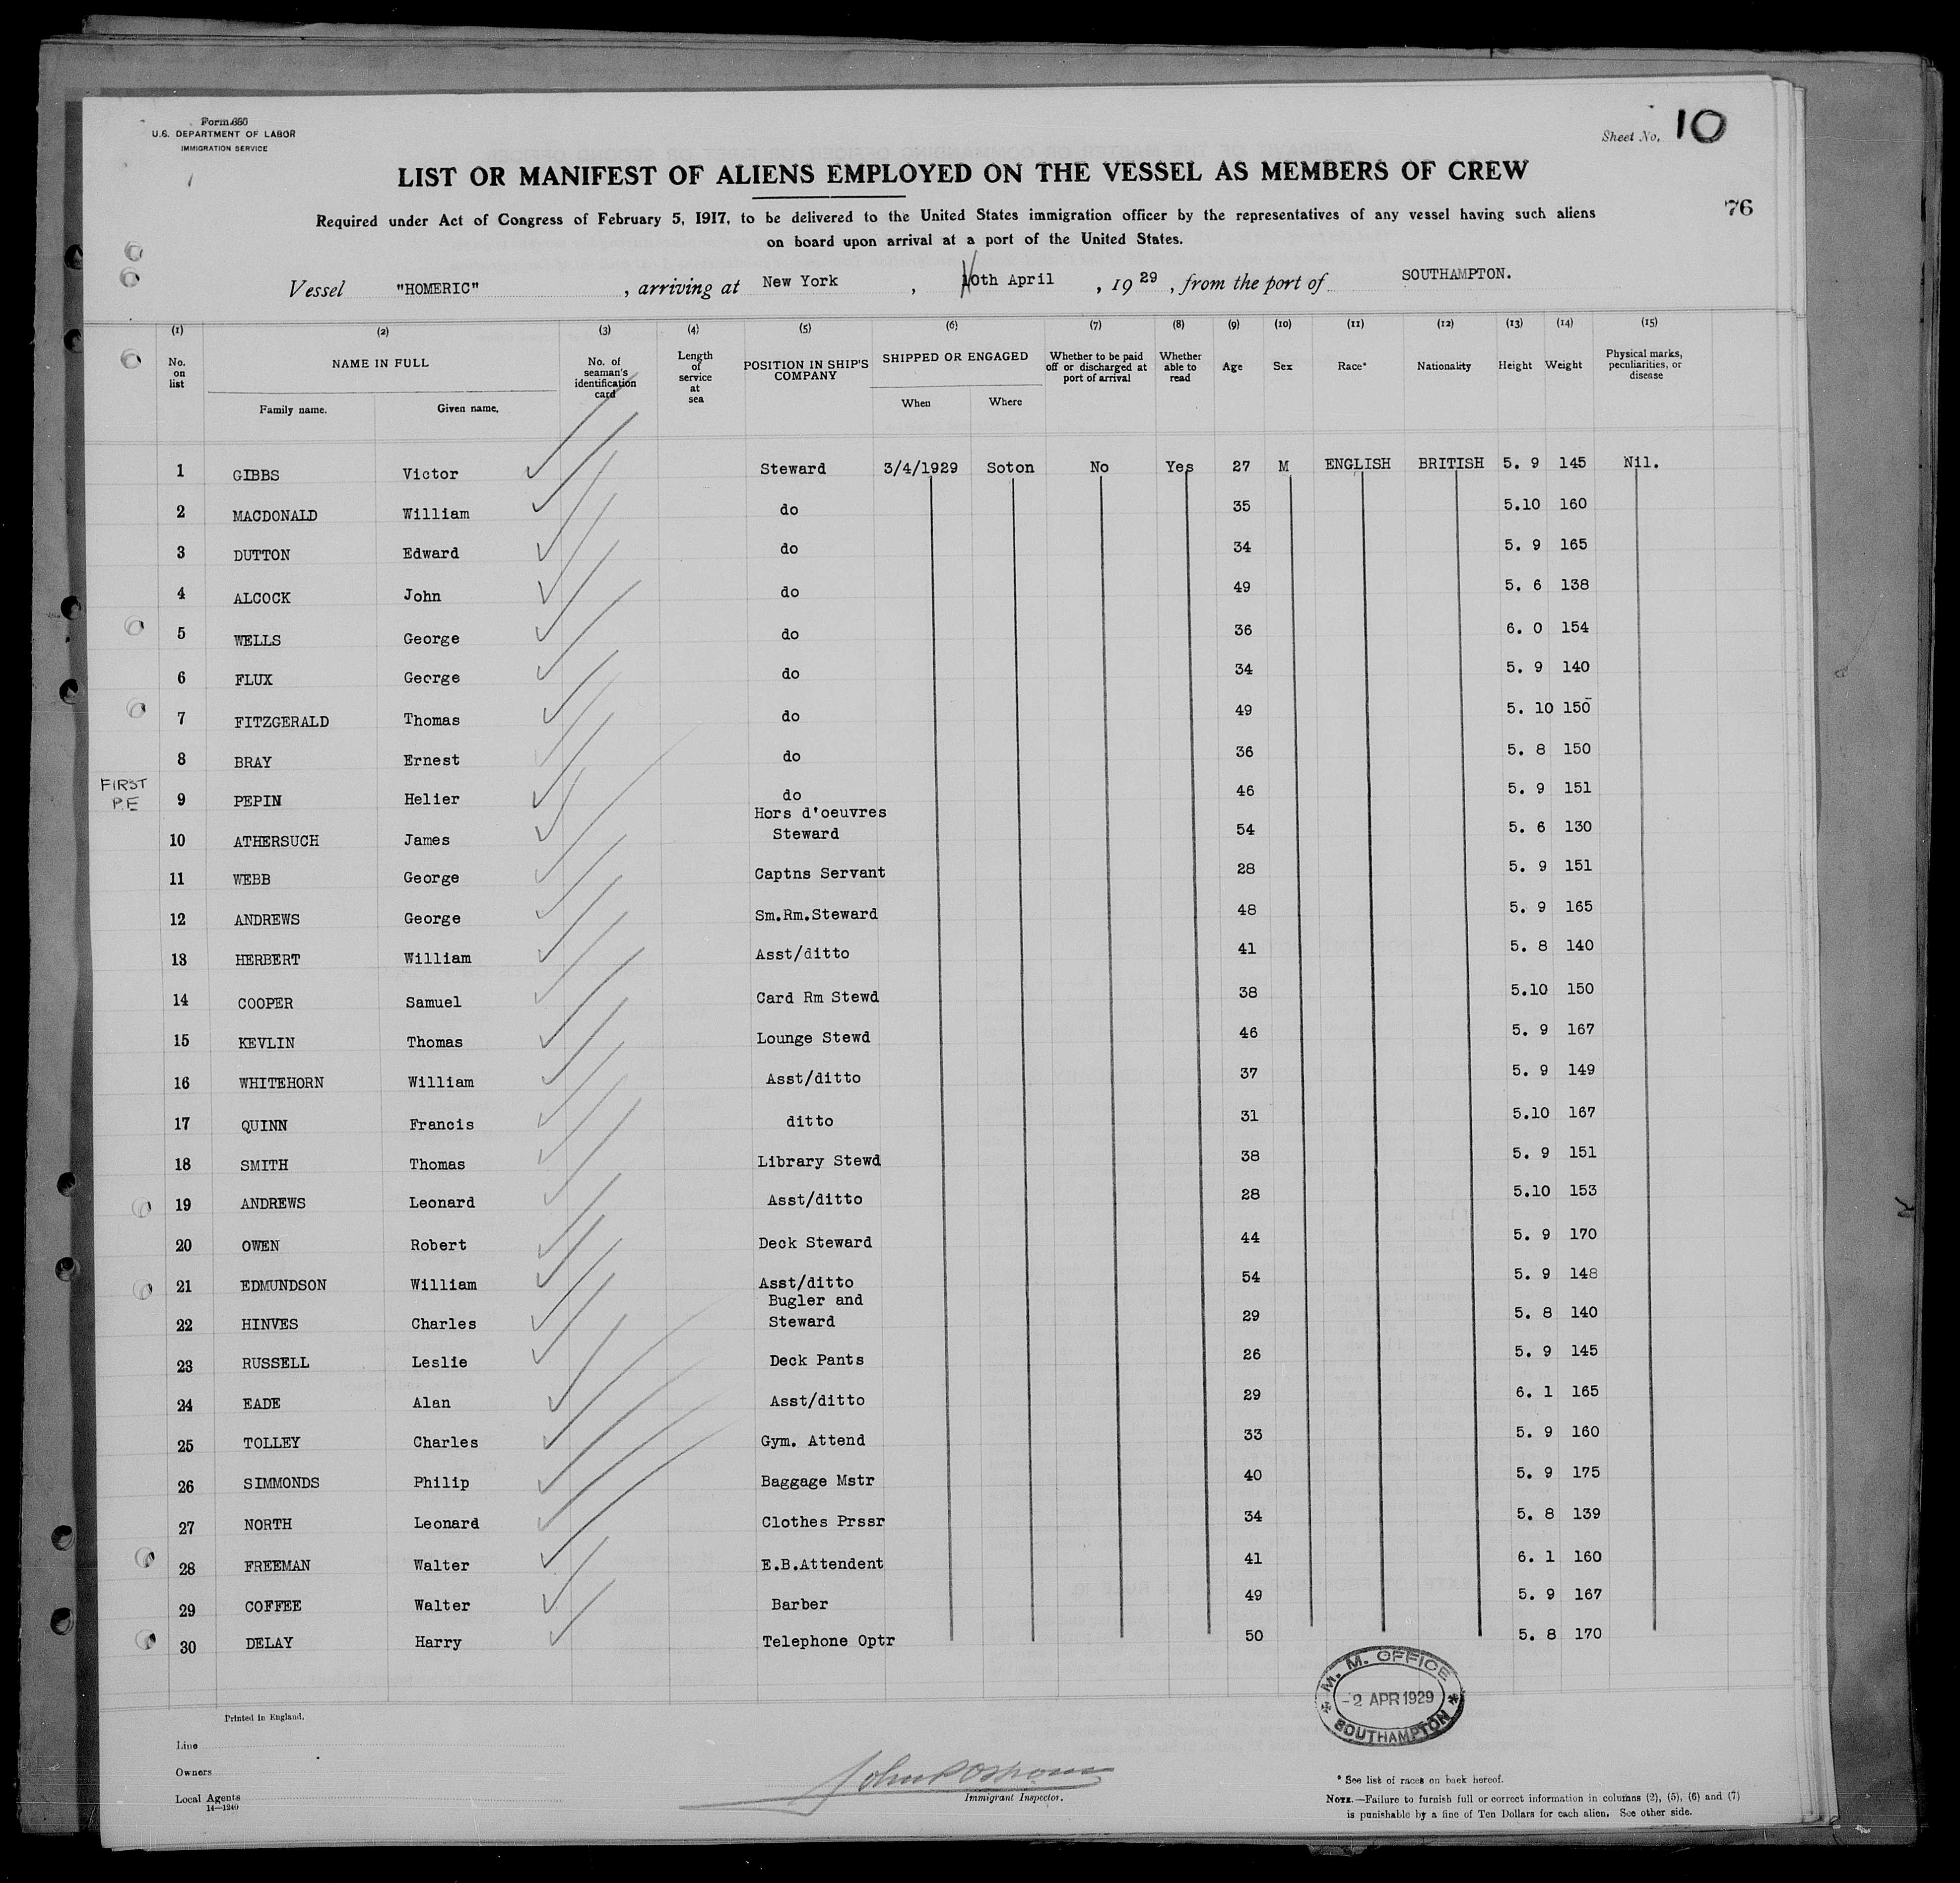 Form 680
U.S. DEPARTMENT OF LABOR
IMMIGRATION SERVICE
Sheet No. 10
LIST OR MANIFEST OF ALIENS EMPLOYED ON THE VESSEL AS MEMBERS OF CREW
76
Required under Act of Congress of February 5, 1917, to be delivered to the United States immigration officer by the representatives of any vessel having such aliens
on board upon arrival at a port of the United States.
Vessel "HOMERIC", arriving at New York, 10th April, 1929, from the port of SOUTHAMPTON.
(1) (2) (3) (4) (5) (6) (7) (8) (9) (10) (11) (12) (13) (14) (15)
No. on list NAME IN FULL No. of seaman's identification card Length of service at sea POSITION IN SHIP'S COMPANY SHIPPED OR ENGAGED Whether to be paid off or discharged at port of arrival Whether able to read Age Sex Race* Nationality Height Weight Physical marks, peculiarities, or disease
Family name. Given name. When Where
1 GIBBS Victor Steward 3/4/1929 Soton No Yes 27 M ENGLISH BRITISH 5. 9 145 Nil.
2 MACDONALD William do 35 5.10 160
3 DUTTON Edward do 34 5. 9 165
4 ALCOCK John do 49 5. 6 138
5 WELLS George do 36 6. 0 154
6 FLUX George do 34 5. 9 140
7 FITZGERALD Thomas do 49 5. 10 150
8 BRAY Ernest do 36 5. 8 150
FIRST P.E 9 PEPIN Helier do 46 5. 9 151
10 ATHERSUCH James Hors d'oeuvres Steward 54 5. 6 130
11 WEBB George Captns Servant 28 5. 9 151
12 ANDREWS George Sm.Rm.Steward 48 5. 9 165
13 HERBERT William Asst/ditto 41 5. 8 140
14 COOPER Samuel Card Rm Stewd 38 5.10 150
15 KEVLIN Thomas Lounge Stewd 46 5. 9 167
16 WHITEHORN William Asst/ditto 37 5. 9 149
17 QUINN Francis ditto 31 5.10 167
18 SMITH Thomas Library Stewd 38 5. 9 151
19 ANDREWS Leonard Asst/ditto 28 5.10 153
20 OWEN Robert Deck Steward 44 5. 9 170
21 EDMUNDSON William Asst/ditto 54 5. 9 148
22 HINVES Charles Bugler and Steward 29 5. 8 140
23 RUSSELL Leslie Deck Pants 26 5. 9 145
24 EADE Alan Asst/ditto 29 6. 1 165
25 TOLLEY Charles Gym. Attend 33 5. 9 160
26 SIMMONDS Philip Baggage Mstr 40 5. 9 175
27 NORTH Leonard Clothes Prssr 34 5. 8 139
28 FREEMAN Walter E.B.Attendent 41 6. 1 160
29 COFFEE Walter Barber 49 5. 9 167
30 DELAY Harry Telephone Optr 50 5. 8 170
M. M. OFFICE
-2 APR 1929
SOUTHAMPTON
Printed in England.
Line
Owners
Local Agents
14—1240
Immigrant Inspector.
* See list of races on back hereof.
NOTE.—Failure to furnish full or correct information in columns (2), (5), (6) and (7)
is punishable by a fine of Ten Dollars for each alien. See other side.